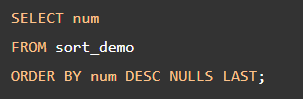 SELECT num
FROM sort_demo
ORDER BY num DESC NULLS LAST;